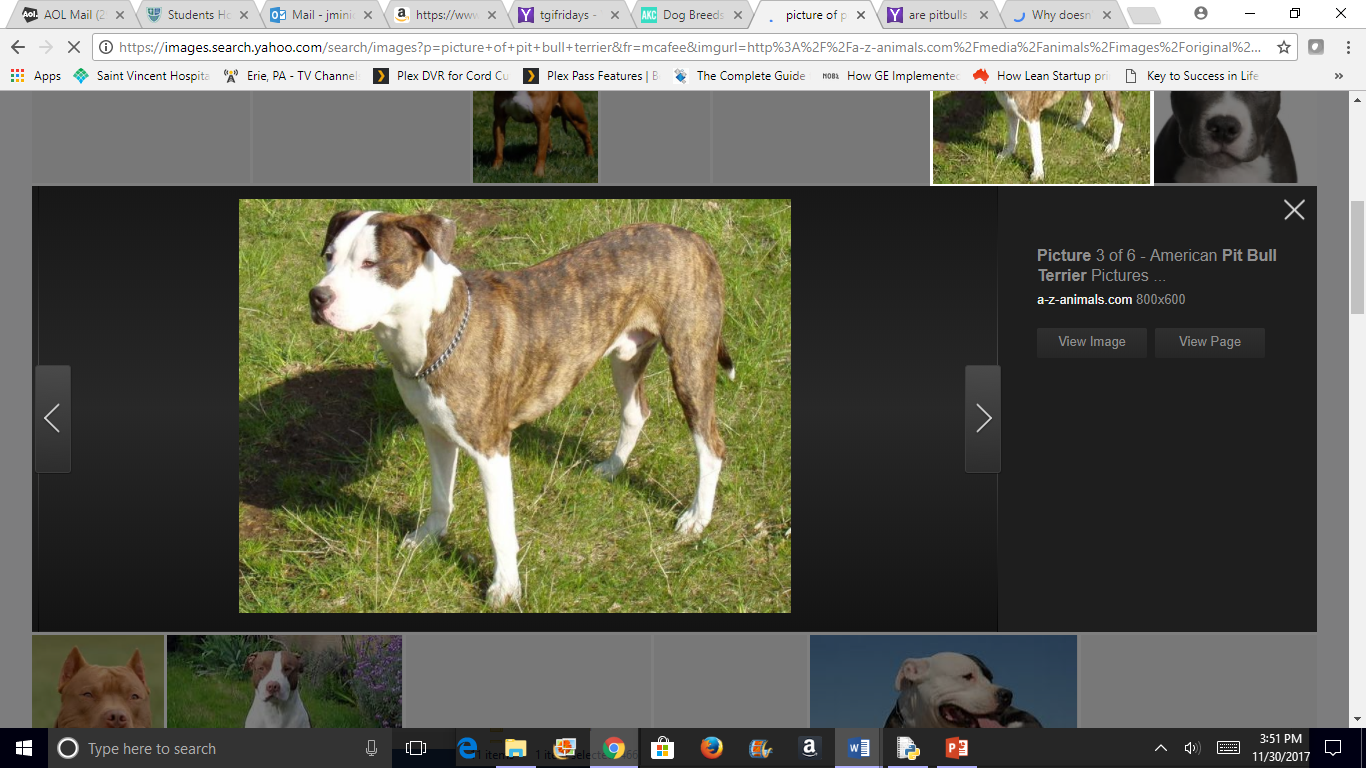 AOL Mail (2
Students Ho
Mail - jmini
https://www
tgifridays -
Dog Breeds
picture of p
are pitbulls
Why doesn
https://images.search.yahoo.com/search/images?p=picture+of+pit+bull+terrier&fr=mcafee&imgurl=http%3A%2F%2Fa-z-animals.com%2Fmedia%2Fanimals%2Fimages%2Foriginal%2...
Apps
Saint Vincent Hospita
Erie, PA - TV Channel
Plex DVR for Cord Cu
Plex Pass Features | B
The Complete Guide
How GE Implemented
How Lean Startup pri
Key to Success in Life
»
Picture 3 of 6 - American Pit Bull
Terrier Pictures ...
a-z-animals.com 800x600
View Image
View Page
Type here to search
1 item selected
3:51 PM
11/30/2017